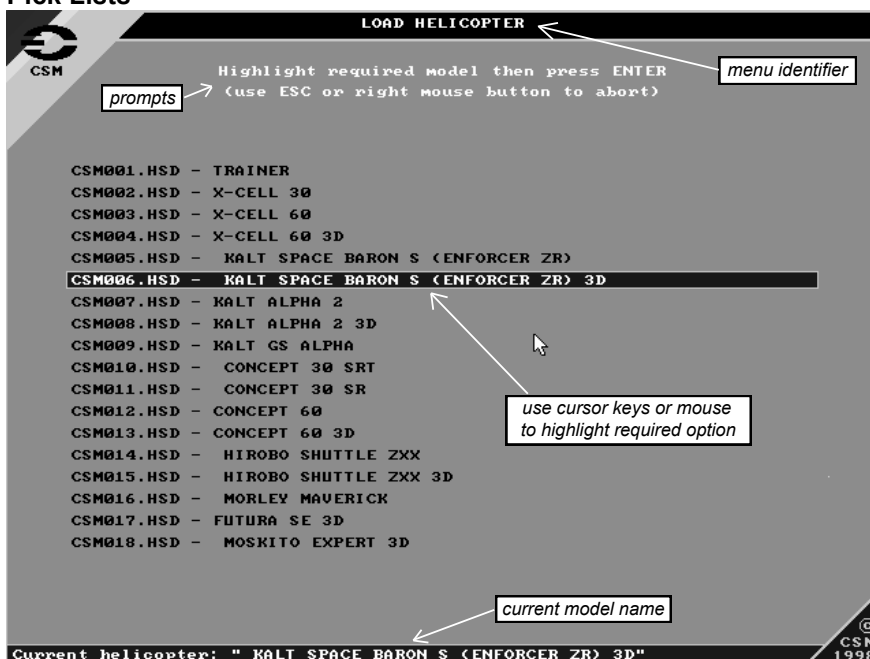 Pick Lists
LOAD HELICOPTER
CSM
Highlight required model then press ENTER
menu identifier
prompts
(use ESC or right mouse button to abort)
CSM001.HSD - TRAINER
CSM002.HSD - X-CELL 30
CSM003.HSD - X-CELL 60
CSM004.HSD - X-CELL 60 3D
CSM005.HSD - KALT SPACE BARON S (ENFORCER ZR)
CSM006.HSD - KALT SPACE BARON S (ENFORCER ZR) 3D
CSM007.HSD - KALT ALPHA 2
CSM008.HSD - KALT ALPHA 2 3D
CSM009.HSD - KALT GS ALPHA
CSM010.HSD - CONCEPT 30 SRT
CSM011.HSD - CONCEPT 30 SR
CSM012.HSD - CONCEPT 60
CSM013.HSD - CONCEPT 60 3D
CSM014.HSD - HIROBO SHUTTLE ZXX
CSM015.HSD - HIROBO SHUTTLE ZXX 3D
CSM016.HSD - MORLEY MAVERICK
CSM017.HSD - FUTURA SE 3D
CSM018.HSD - MOSKITO EXPERT 3D
use cursor keys or mouse
to highlight required option
current model name
Current helicopter: " KALT SPACE BARON S (ENFORCER ZR) 3D"
©
CSM
1998